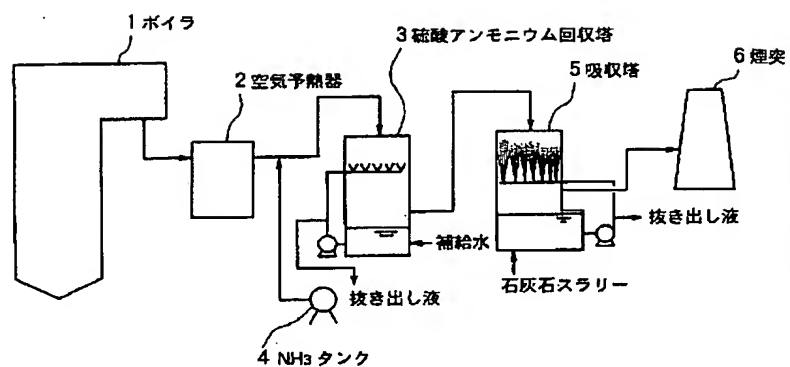 1 ボイラ
2 空気予熱器
3 硫酸アンモニウム回収塔
5 吸収塔
6 煙突
補給水
抜き出し液
4 NH3 タンク
抜き出し液
石灰石スラリー